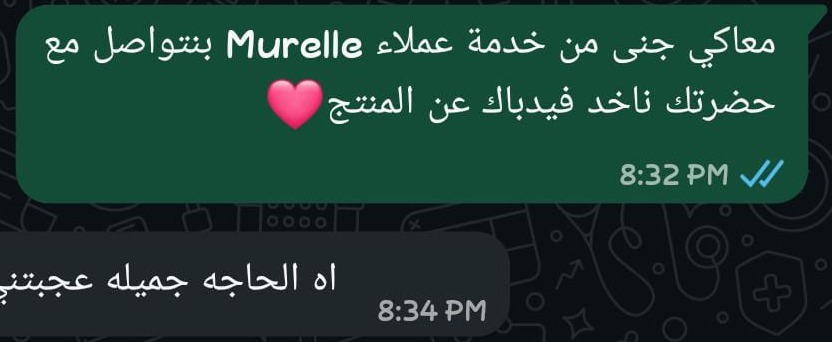 معاكي جنى من خدمة عملاء Murelle بنتواصل مع
حضرتك ناخد فيدباك عن المنتج🩷
8:32 PM
اه الحاجه جميله عجبتني
8:34 PM